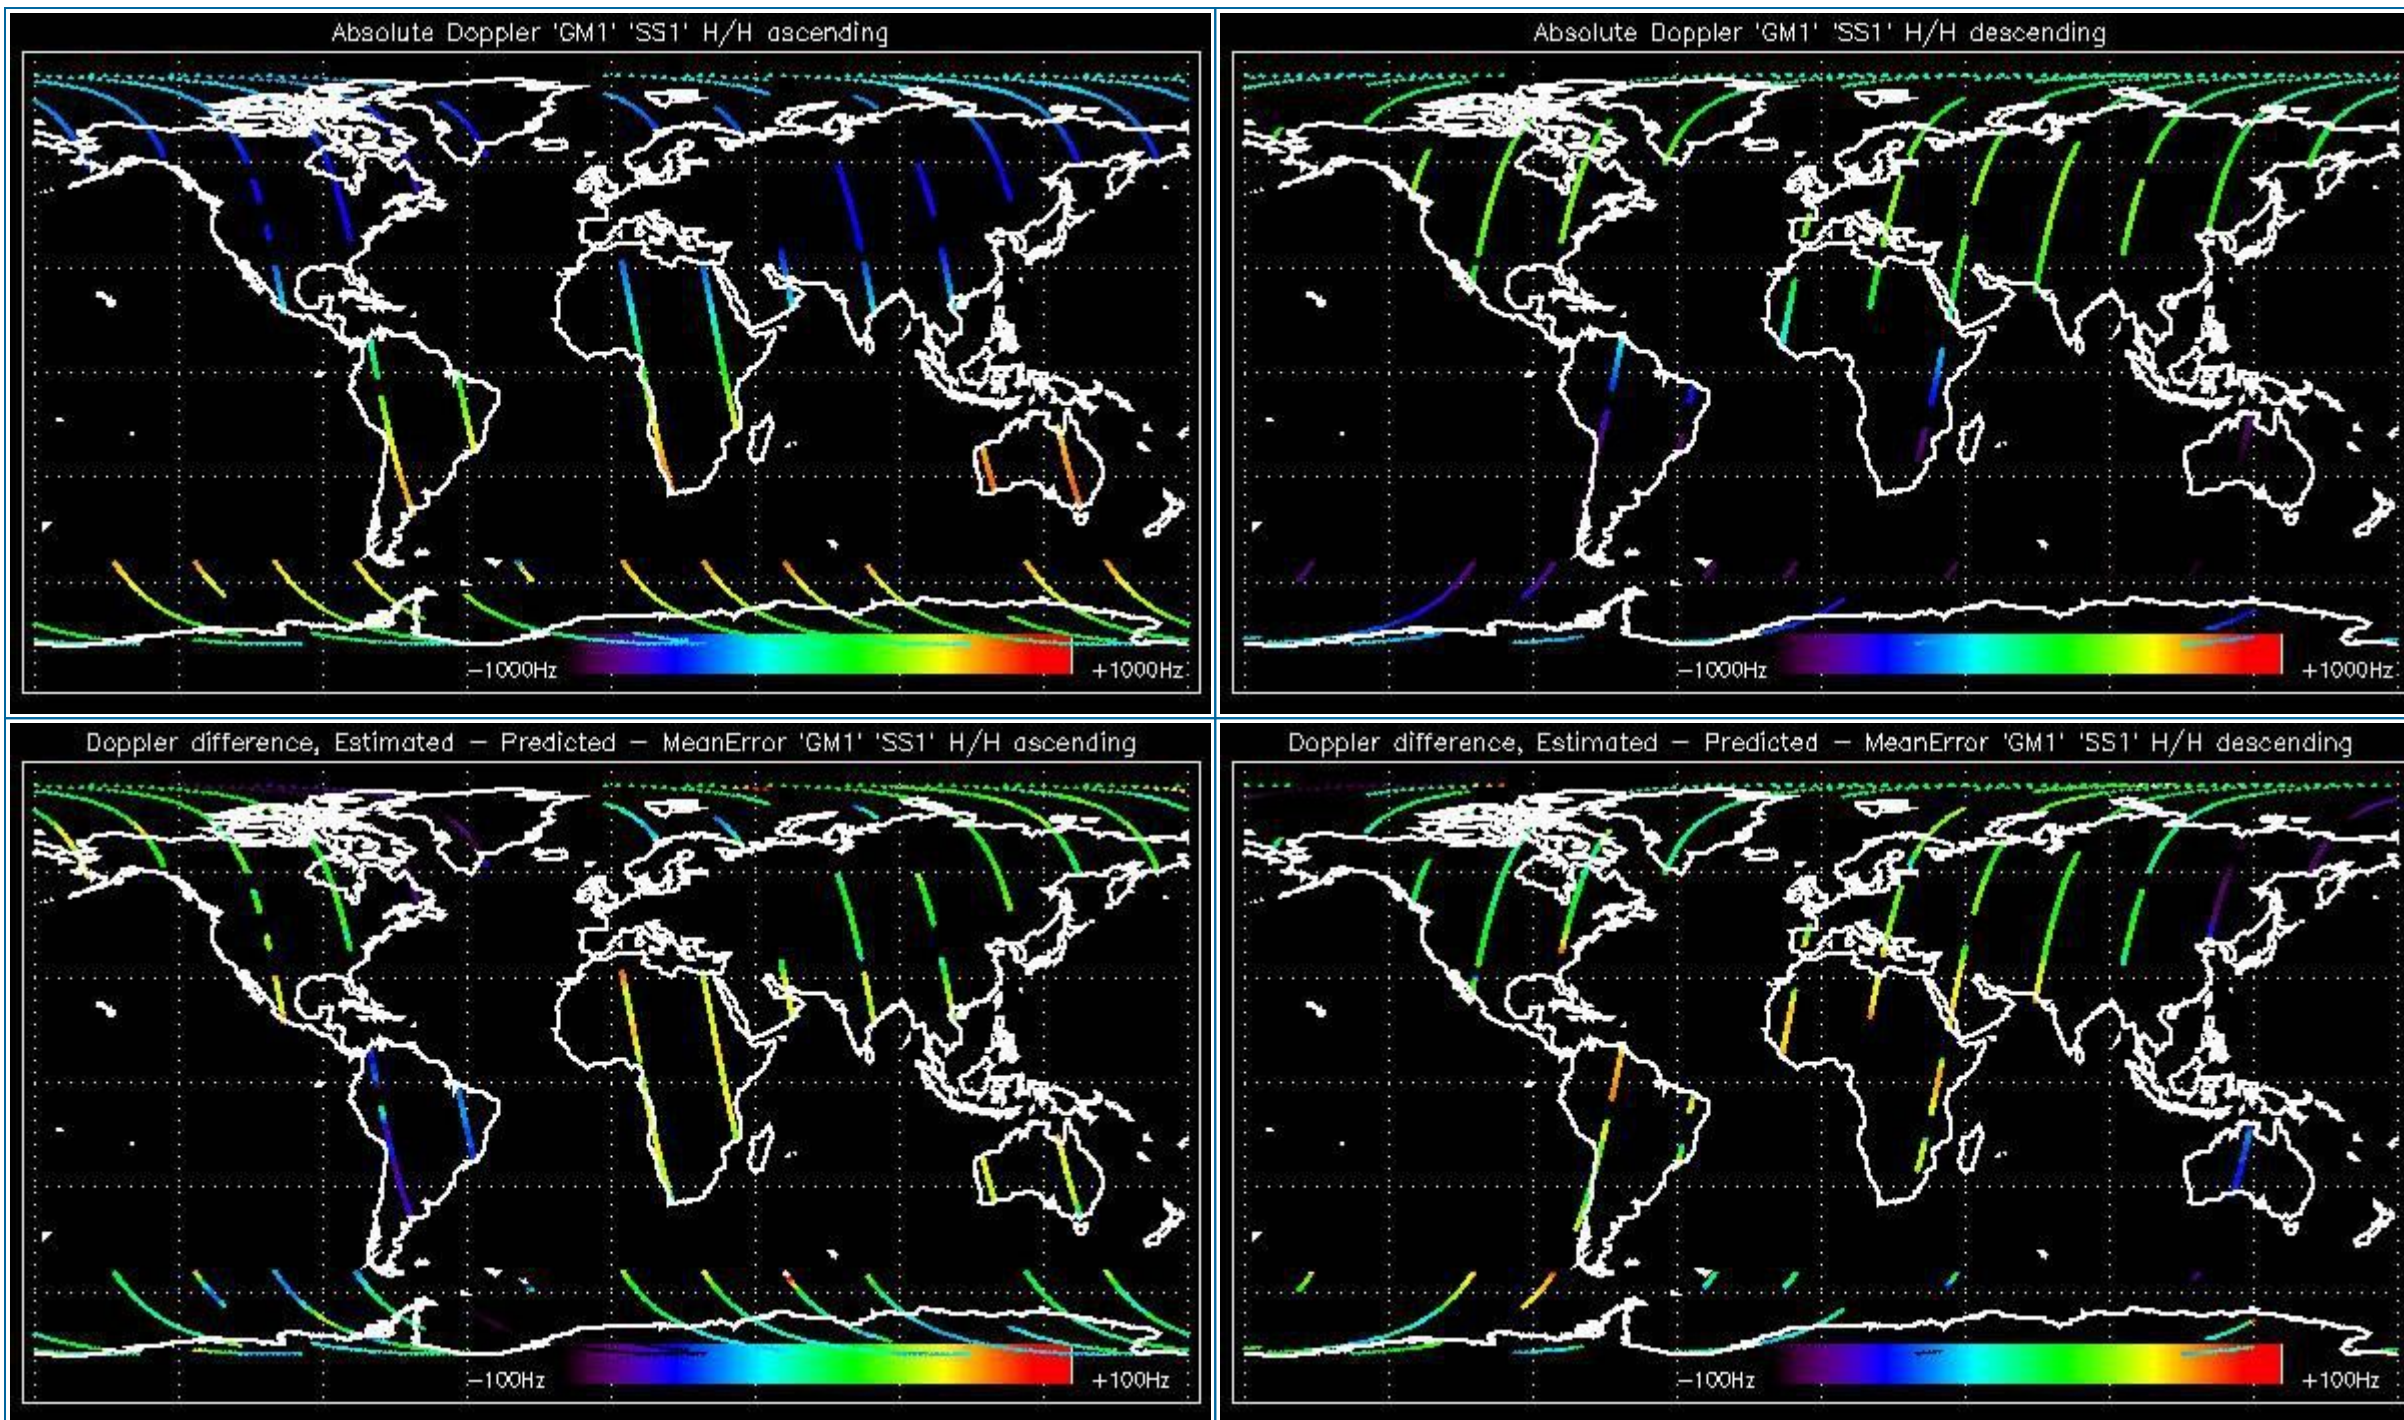 Absolute Doppler 'GM1' 'SS1' H/H ascending
−1000Hz
+1000Hz
Absolute Doppler 'GM1' 'SS1' H/H descending
−1000Hz
+1000Hz
Doppler difference, Estimated − Predicted − MeanError 'GM1' 'SS1' H/H ascending
−100Hz
+100Hz
Doppler difference, Estimated − Predicted − MeanError 'GM1' 'SS1' H/H descending
−100Hz
+100Hz